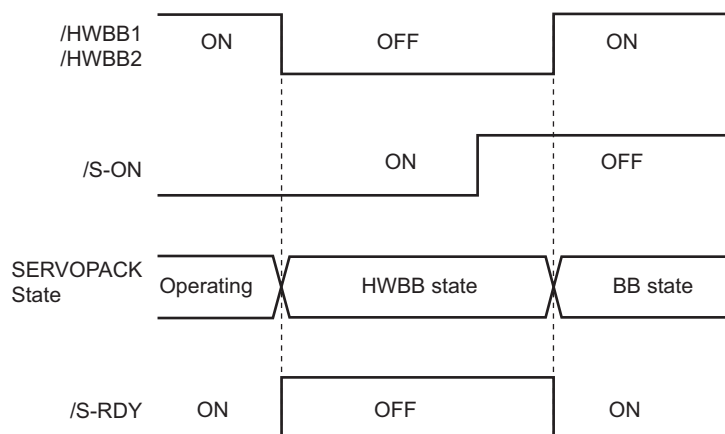 /HWBB1
/HWBB2
ON
OFF
ON
/S-ON
ON
OFF
SERVOPACK
State
Operating
HWBB state
BB state
/S-RDY
ON
OFF
ON